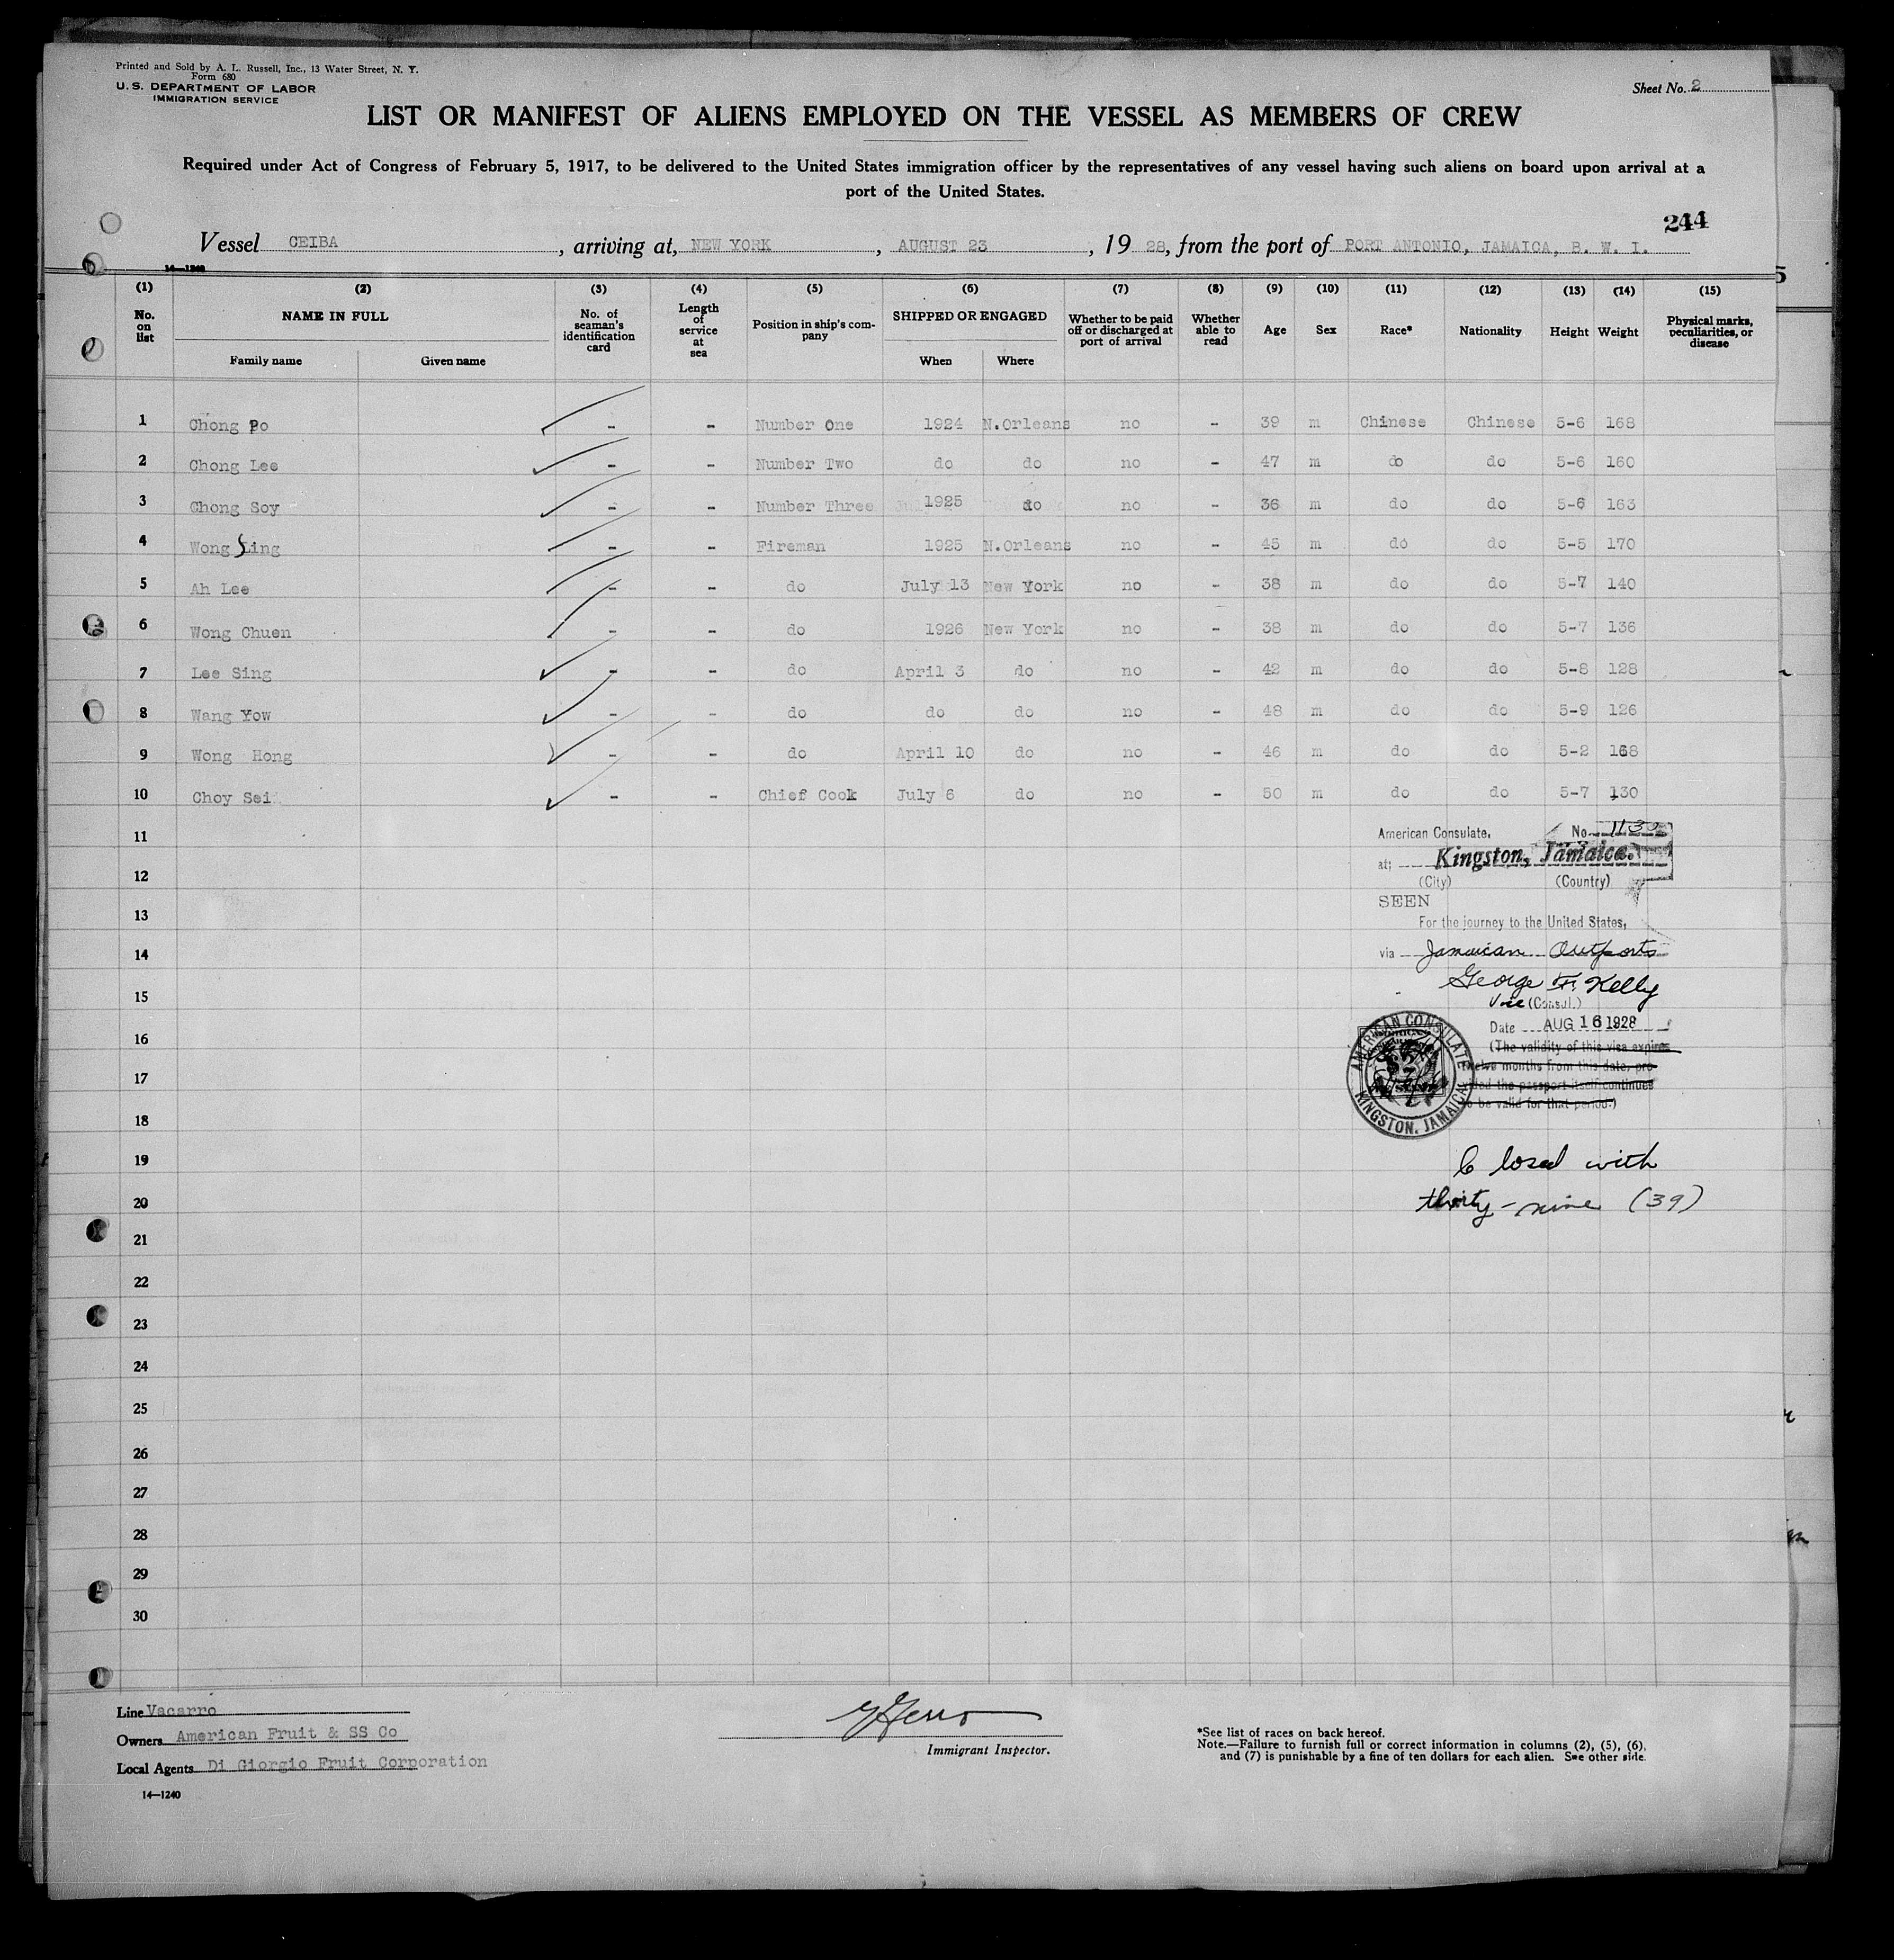 Printed and Sold by A. L. Russell, Inc., 13 Water Street, N. Y.
Form 680
U. S. DEPARTMENT OF LABOR
IMMIGRATION SERVICE
Sheet No. 2
LIST OR MANIFEST OF ALIENS EMPLOYED ON THE VESSEL AS MEMBERS OF CREW
Required under Act of Congress of February 5, 1917, to be delivered to the United States immigration officer by the representatives of any vessel having such aliens on board upon arrival at a
port of the United States.
244
Vessel CEIBA, arriving at, NEW YORK, AUGUST 23, 19 28, from the port of PORT ANTONIO, JAMAICA, B. W. I.
14—1240
(1) (2) (3) (4) (5) (6) (7) (8) (9) (10) (11) (12) (13) (14) (15)
No. on list NAME IN FULL Family name Given name No. of seaman's identification card Length of service at sea Position in ship's company SHIPPED OR ENGAGED When Where Whether to be paid off or discharged at port of arrival Whether able to read Age Sex Race* Nationality Height Weight Physical marks, peculiarities, or disease
1 Chong Po - - Number One 1924 N.Orleans no - 39 m Chinese Chinese 5-6 168
2 Chong Lee - - Number Two do do no - 47 m do do 5-6 160
3 Chong Soy - - Number Three 1925 do no - 36 m do do 5-6 163
4 Wong Sing - - Fireman 1925 N.Orleans no - 45 m do do 5-5 170
5 Ah Lee - - do July 13 New York no - 38 m do do 5-7 140
6 Wong Chuen - - do 1926 New York no - 38 m do do 5-7 136
7 Lee Sing - - do April 3 do no - 42 m do do 5-8 128
8 Wang Yow - - do do do no - 48 m do do 5-9 126
9 Wong Hong - - do April 10 do no - 46 m do do 5-2 168
10 Choy Sei - - Chief Cook July 6 do no - 50 m do do 5-7 130
11
12
13
14
15
16
17
18
19
20
21
22
23
24
25
26
27
28
29
30
American Consulate, No.
at; Kingston, Jamaica.
(City) (Country)
SEEN
For the journey to the United States,
via Jamaican Outports
George F. Kelly
Vice (Consul.)
Date AUG 16 1928
(The validity of this visa expires
twelve months from this date, pro-
vided the passport itself continues
to be valid for that period.)
AMERICAN CONSULATE
KINGSTON, JAMAICA
Closed with
thirty-nine (39)
Line Vacarro
Owners American Fruit & SS Co
Local Agents Di Giorgio Fruit Corporation
14—1240
Immigrant Inspector.
*See list of races on back hereof.
Note.—Failure to furnish full or correct information in columns (2), (5), (6),
and (7) is punishable by a fine of ten dollars for each alien. See other side.